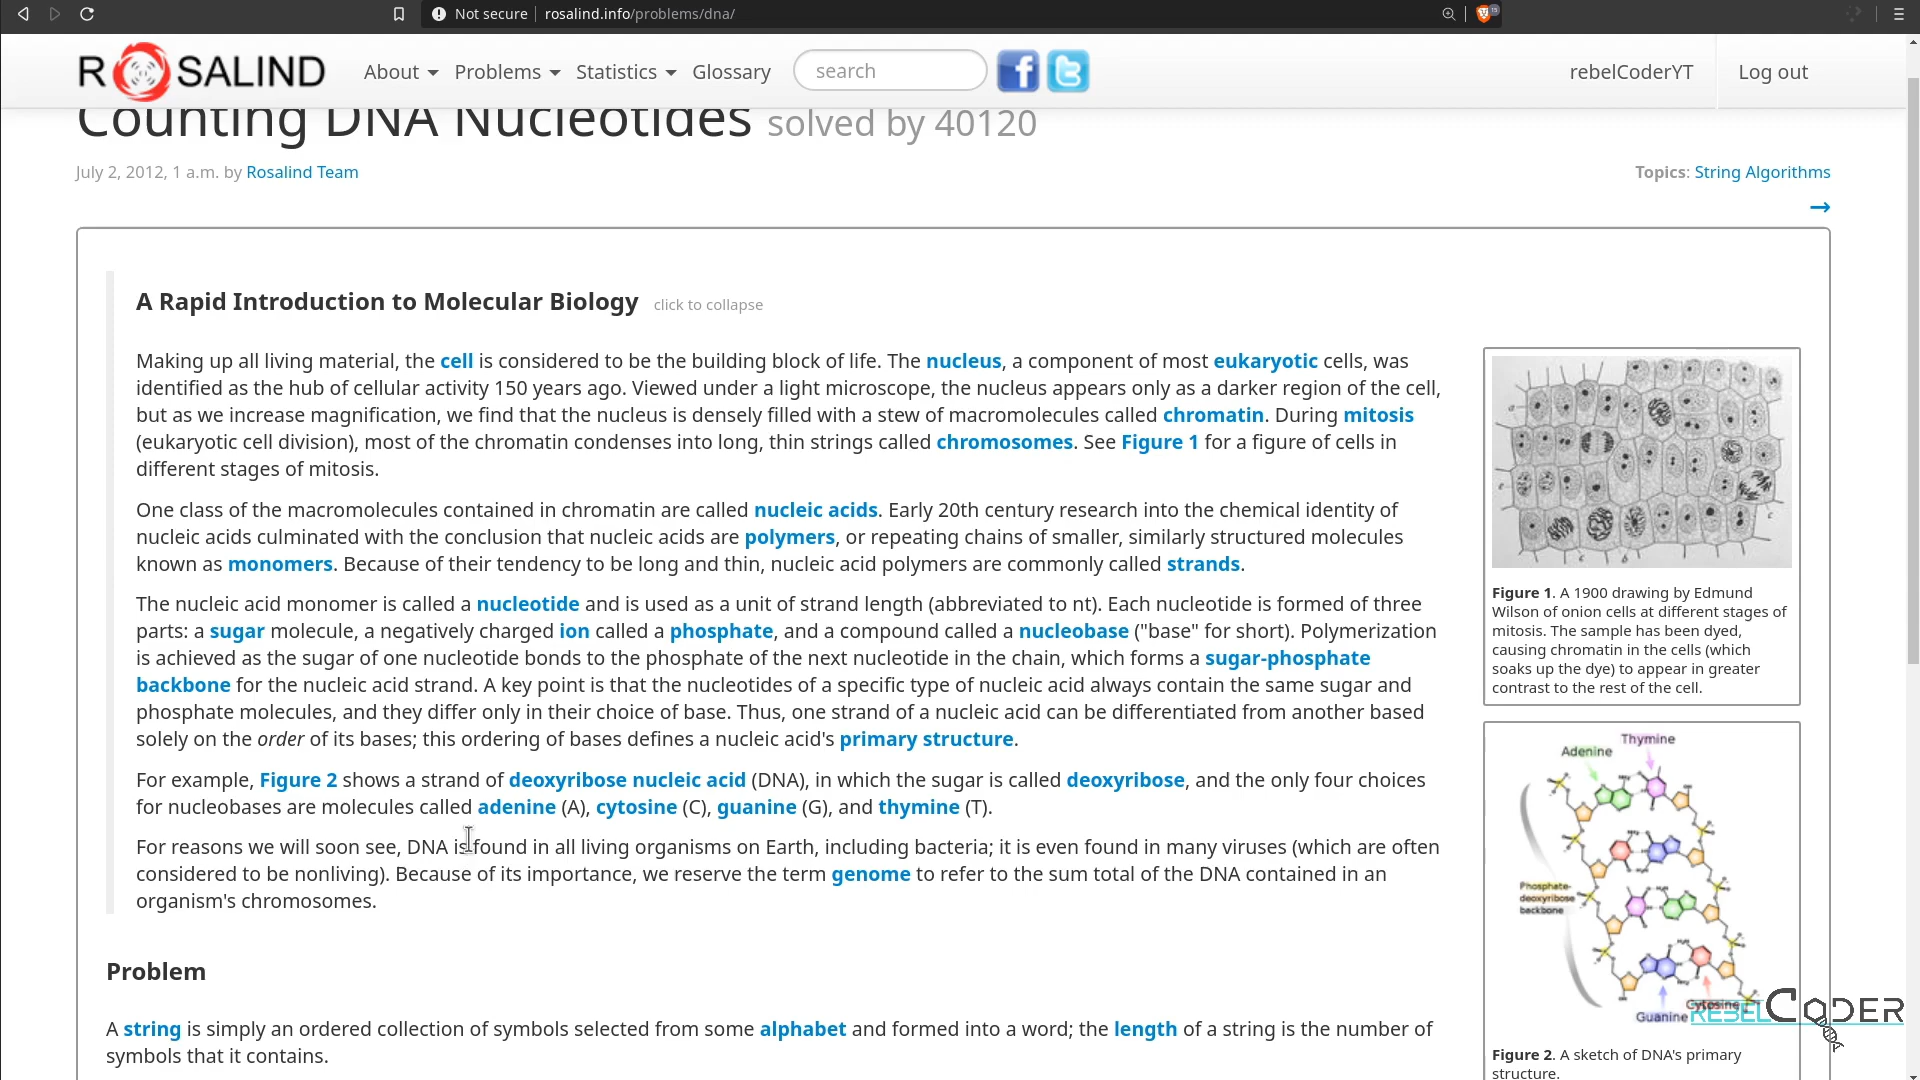 Not secure
rosalind.info/problems/dna/
ROSALIND
About
Problems
Statistics
Glossary
search
rebelCoderYT
Log out
Counting DNA Nucleotides solved by 40120
July 2, 2012, 1 a.m. by Rosalind Team
Topics: String Algorithms
→
A Rapid Introduction to Molecular Biology click to collapse
Making up all living material, the cell is considered to be the building block of life. The nucleus, a component of most eukaryotic cells, was
identified as the hub of cellular activity 150 years ago. Viewed under a light microscope, the nucleus appears only as a darker region of the cell,
but as we increase magnification, we find that the nucleus is densely filled with a stew of macromolecules called chromatin. During mitosis
(eukaryotic cell division), most of the chromatin condenses into long, thin strings called chromosomes. See Figure 1 for a figure of cells in
different stages of mitosis.
One class of the macromolecules contained in chromatin are called nucleic acids. Early 20th century research into the chemical identity of
nucleic acids culminated with the conclusion that nucleic acids are polymers, or repeating chains of smaller, similarly structured molecules
known as monomers. Because of their tendency to be long and thin, nucleic acid polymers are commonly called strands.
The nucleic acid monomer is called a nucleotide and is used as a unit of strand length (abbreviated to nt). Each nucleotide is formed of three
parts: a sugar molecule, a negatively charged ion called a phosphate, and a compound called a nucleobase ("base" for short). Polymerization
is achieved as the sugar of one nucleotide bonds to the phosphate of the next nucleotide in the chain, which forms a sugar-phosphate
backbone for the nucleic acid strand. A key point is that the nucleotides of a specific type of nucleic acid always contain the same sugar and
phosphate molecules, and they differ only in their choice of base. Thus, one strand of a nucleic acid can be differentiated from another based
solely on the order of its bases; this ordering of bases defines a nucleic acid's primary structure.
For example, Figure 2 shows a strand of deoxyribose nucleic acid (DNA), in which the sugar is called deoxyribose, and the only four choices
for nucleobases are molecules called adenine (A), cytosine (C), guanine (G), and thymine (T).
For reasons we will soon see, DNA is found in all living organisms on Earth, including bacteria; it is even found in many viruses (which are often
considered to be nonliving). Because of its importance, we reserve the term genome to refer to the sum total of the DNA contained in an
organism's chromosomes.
Figure 1. A 1900 drawing by Edmund
Wilson of onion cells at different stages of
mitosis. The sample has been dyed,
causing chromatin in the cells (which
soaks up the dye) to appear in greater
contrast to the rest of the cell.
Thymine
Adenine
Phosphate-
deoxyribose
backbone
Cytosine
Guanine
REBEL CODER
Figure 2. A sketch of DNA's primary
structure.
Problem
A string is simply an ordered collection of symbols selected from some alphabet and formed into a word; the length of a string is the number of
symbols that it contains.